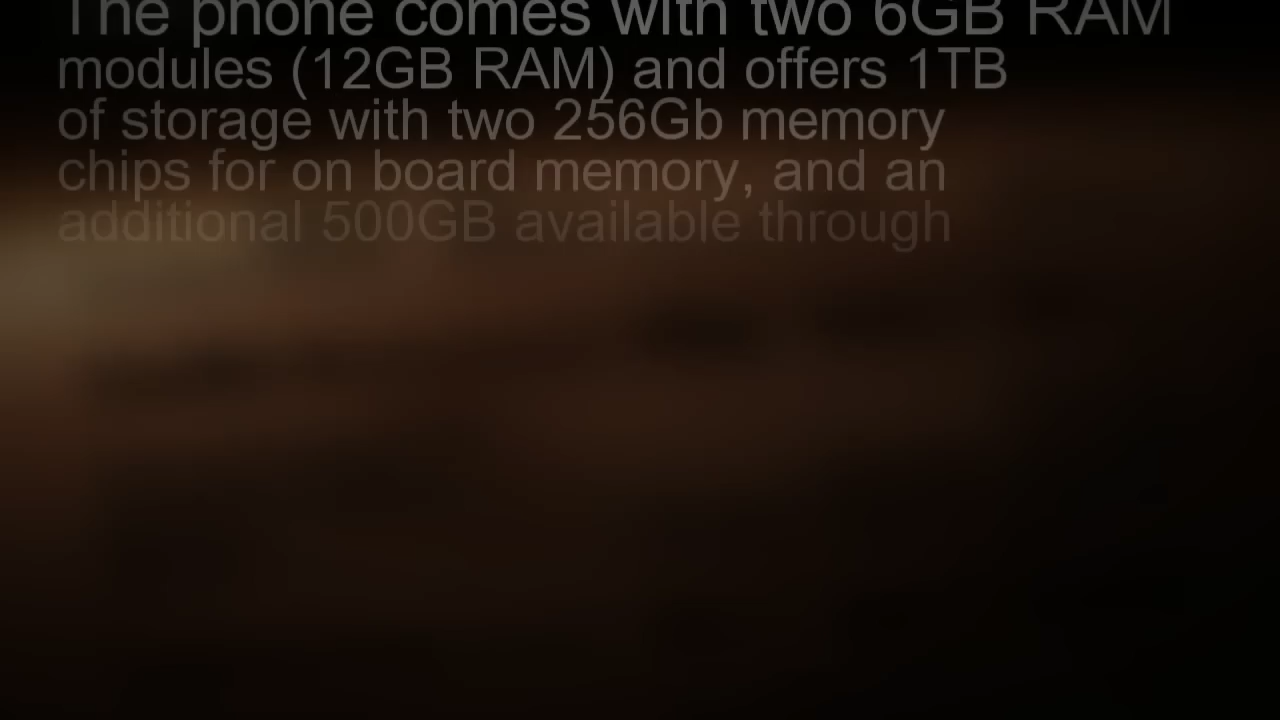 The phone comes with two 6GB RAM
modules (12GB RAM) and offers 1TB
of storage with two 256Gb memory
chips for on board memory, and an
additional 500GB available through